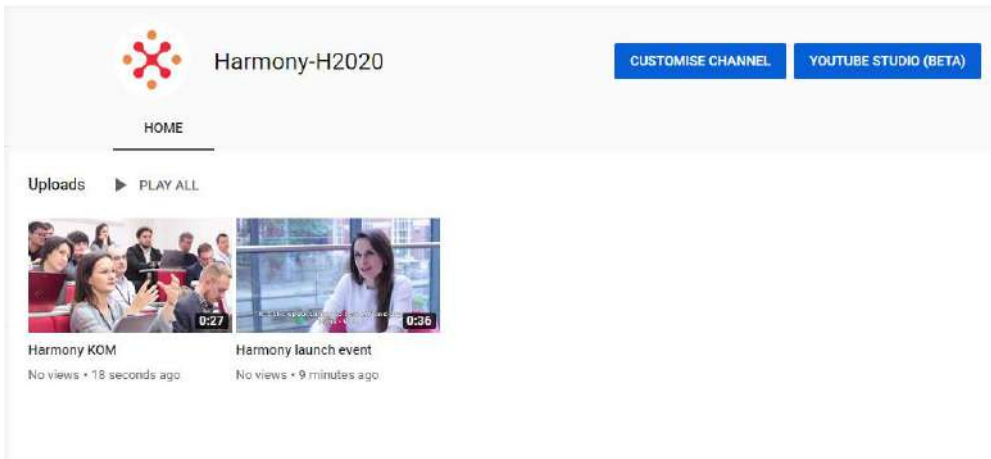 Harmony-H2020
CUSTOMISE CHANNEL
YOUTUBE STUDIO (BETA)
HOME
Uploads
PLAY ALL
0:27
0:36
Harmony KOM
Harmony launch event
No views • 18 seconds ago
No views • 9 minutes ago